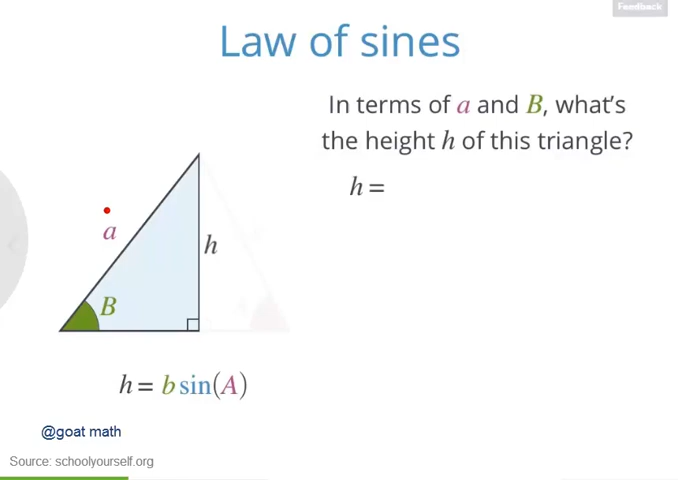 Feedback
Law of sines
In terms of a and B, what's
the height h of this triangle?
h =
a
h
B
h = b sin(A)
@goat math
Source: schoolyourself.org